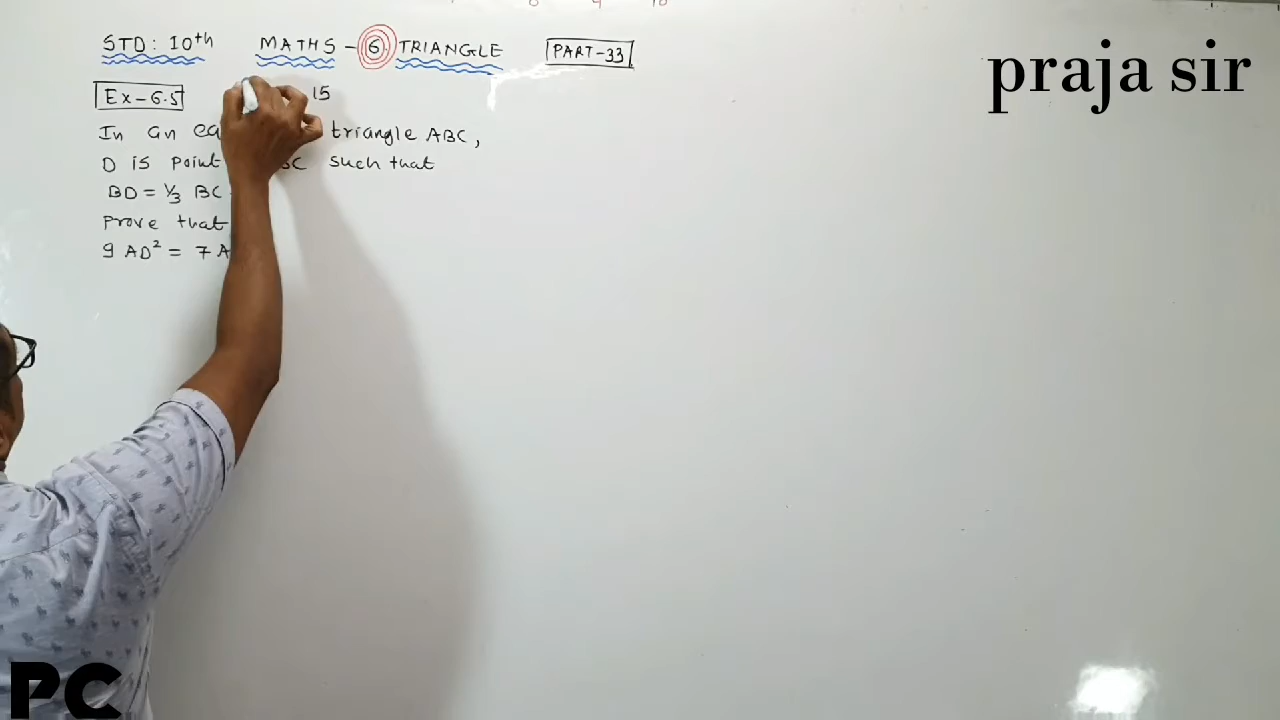 STD: 10th MATHS - 6 TRIANGLE PART-33
praja sir
Ex-6.5 15
In an triangle ABC,
D is point BC such that
BD = 1/3 BC
Prove that
9 AD² = 7 A
PC